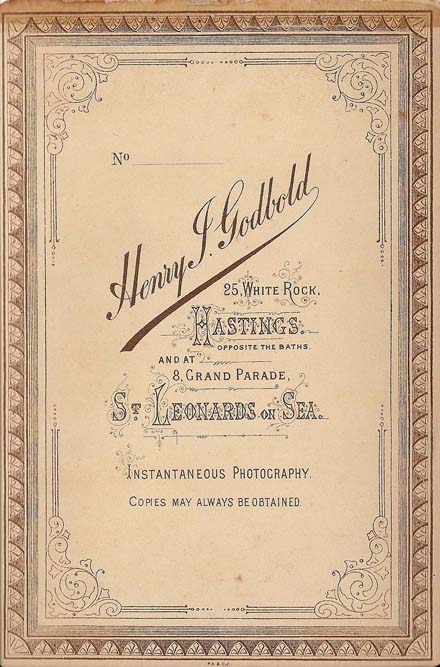 No
Henry J. Godbold
25, WHITE ROCK,
HASTINGS.
OPPOSITE THE BATHS.
AND AT
8, GRAND PARADE,
ST LEONARDS ON SEA.
INSTANTANEOUS PHOTOGRAPHY.
COPIES MAY ALWAYS BE OBTAINED.